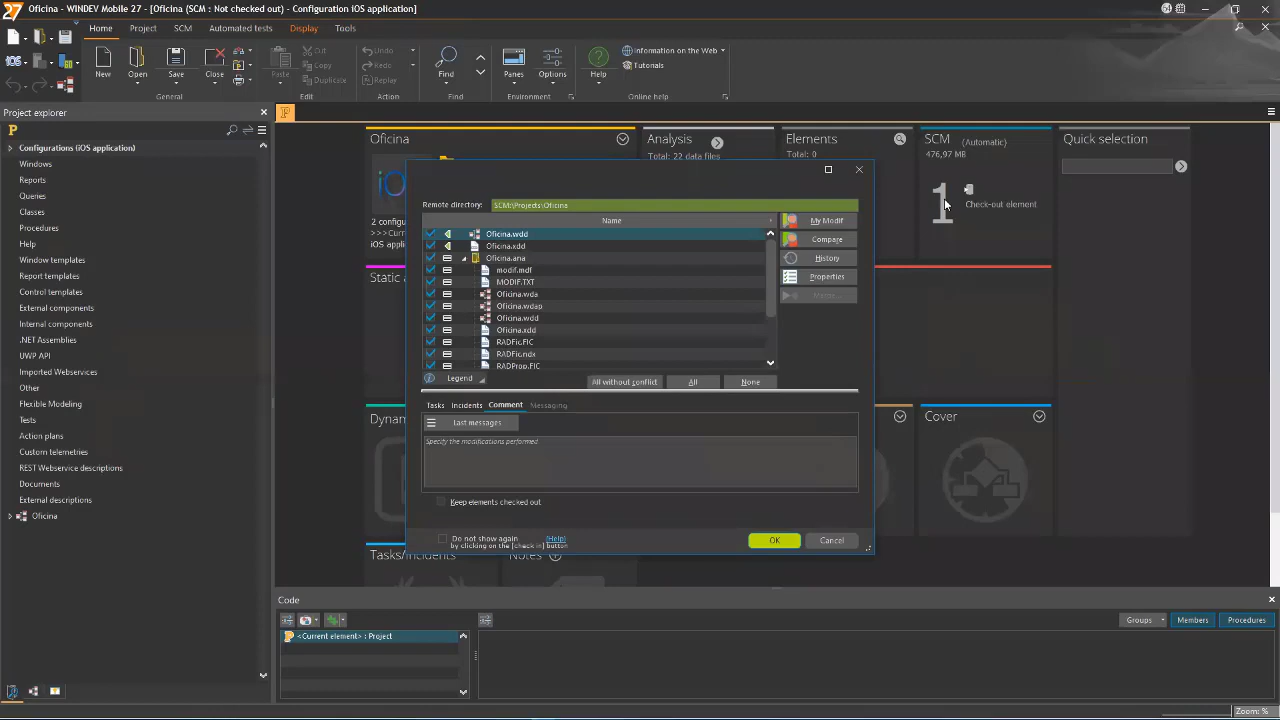 27 Oficina - WINDEV Mobile 27 - [Oficina (SCM : Not checked out) - Configuration iOS application]
Home Project SCM Automated tests Display Tools
New Open Save Close
Paste Cut Copy Duplicate
Undo Redo Replay
Find Panes Options Help
Information on the Web
Tutorials
General Edit Action Find Environment Online help
Project explorer
Configurations (iOS application)
Windows
Reports
Queries
Classes
Procedures
Help
Window templates
Report templates
Control templates
External components
Internal components
.NET Assemblies
UWP API
Imported Webservices
Other
Flexible Modeling
Tests
Action plans
Custom telemetries
REST Webservice descriptions
Documents
External descriptions
Oficina
Oficina Analysis Elements SCM (Automatic) Quick selection
Total: 22 data files Total: 0 476,97 MB
iOS
1 Check-out element
2 configura
>>>Curre
iOS applica
Static a
Dynam
Cover
Tasks/Incidents Notes
Remote directory: SCM:\Projects\Oficina
Name
Oficina.wdd
Oficina.xdd
Oficina.ana
modif.mdf
MODIF.TXT
Oficina.wda
Oficina.wdap
Oficina.wdd
Oficina.xdd
RADFic.FIC
RADFic.ndx
RADProp.FIC
My Modif
Compare
History
Properties
Legend All without conflict All None
Tasks Incidents Comment Messaging
Last messages
Specify the modifications performed
Keep elements checked out
Do not show again
by clicking on the [check in] button
[Help]
OK Cancel
Code
<Current element> : Project
Groups Members Procedures
Zoom: %